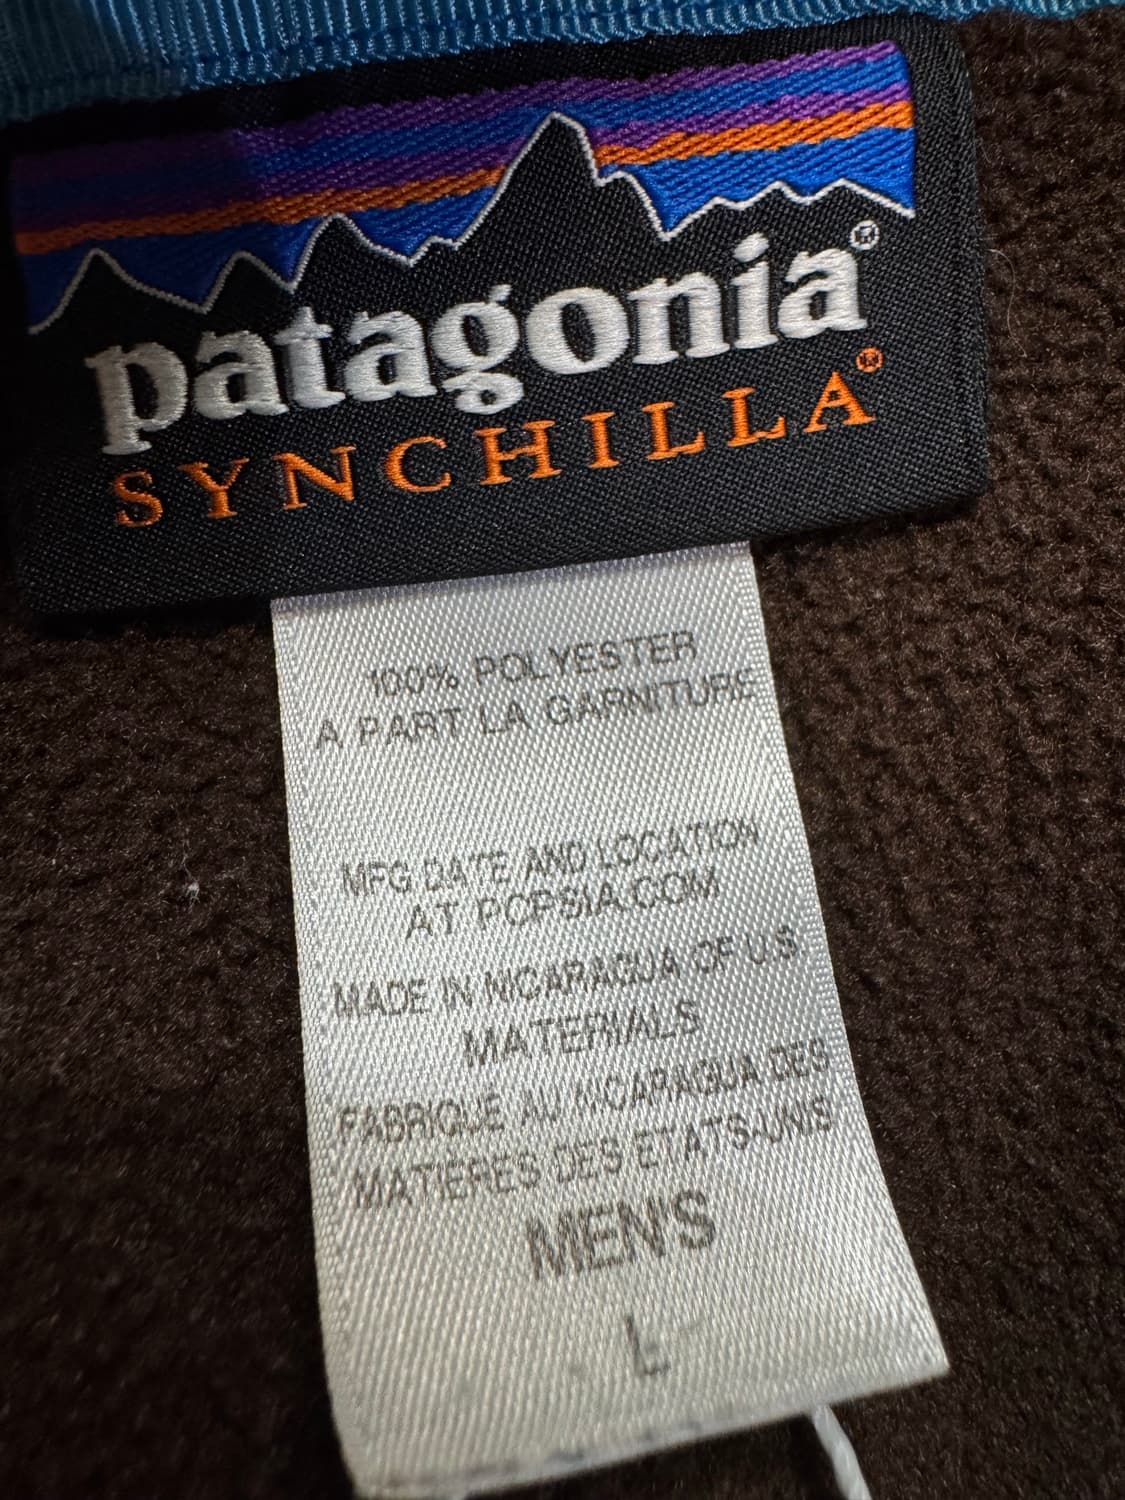 patagonia®
SYNCHILLA®
100% POLYESTER
A PART LA GARNITURE
MFG DATE AND LOCATION
AT PCPSIA.COM
MADE IN NICARAGUA OF U.S.
MATERIALS
FABRIQUÉ AU NICARAGUA DES
MATIERES DES ETATS-UNIS
MEN'S
L